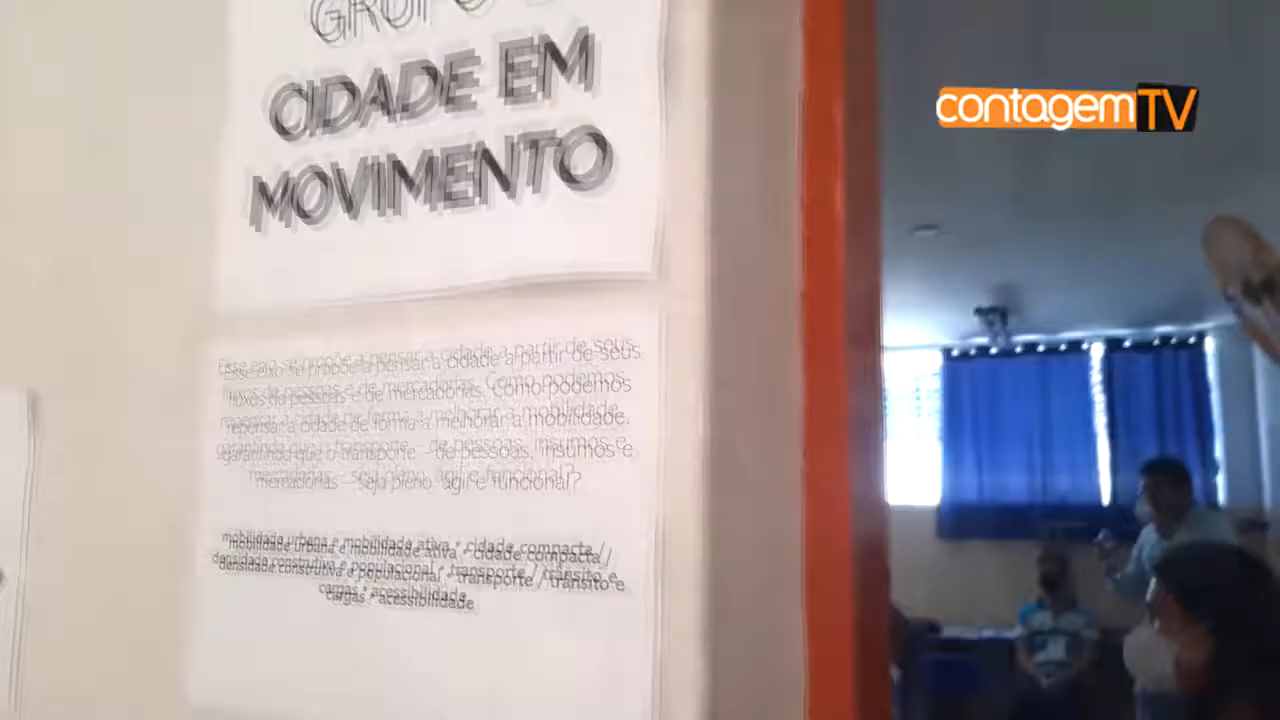 GRUPO
CIDADE EM
MOVIMENTO
contagemTV
Esse eixo se propõe a pensar a cidade a partir de seus
fluxos de pessoas e de mercadorias. Como podemos
repensar a cidade de forma a melhorar a mobilidade,
garantindo que o transporte - de pessoas, insumos e
mercadorias - seja pleno, ágil e funcional?
mobilidade urbana e mobilidade ativa * cidade compacta /
densidade construtiva e populacional * transporte / trânsito e
cargas * acessibilidade